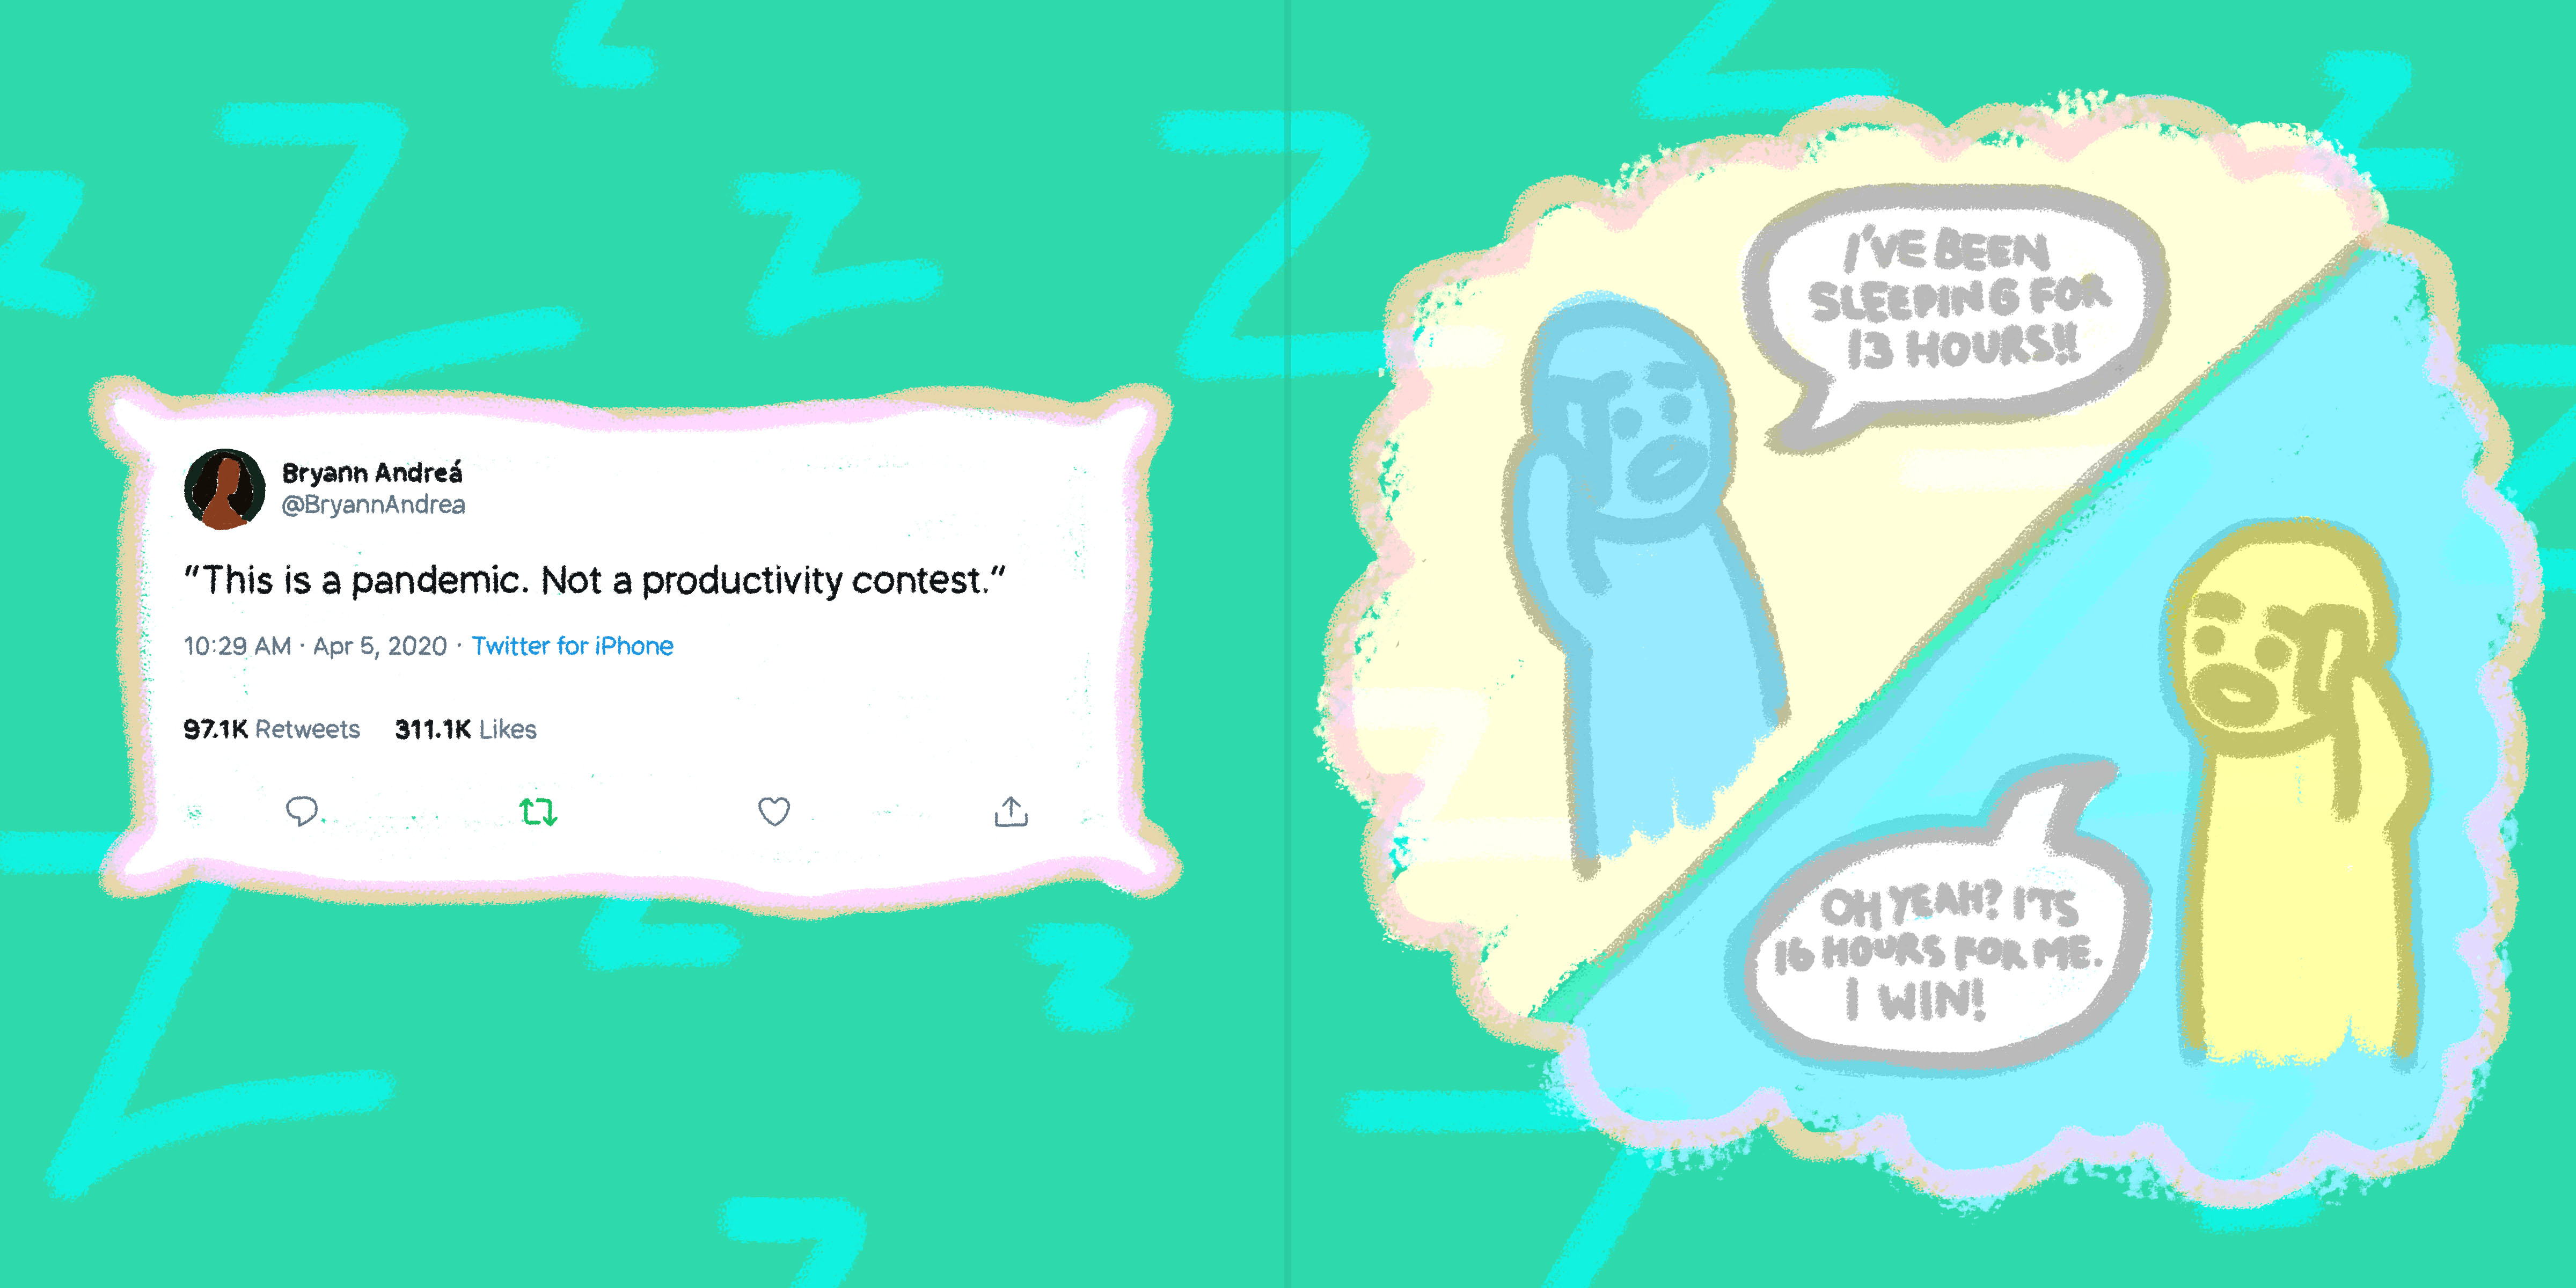 Bryann Andreá
@BryannAndrea
"This is a pandemic. Not a productivity contest."
10:29 AM · Apr 5, 2020 · Twitter for iPhone
97.1K Retweets 311.1K Likes
I'VE BEEN
SLEEPING FOR
13 HOURS!!
OH YEAH? IT'S
16 HOURS FOR ME.
I WIN!